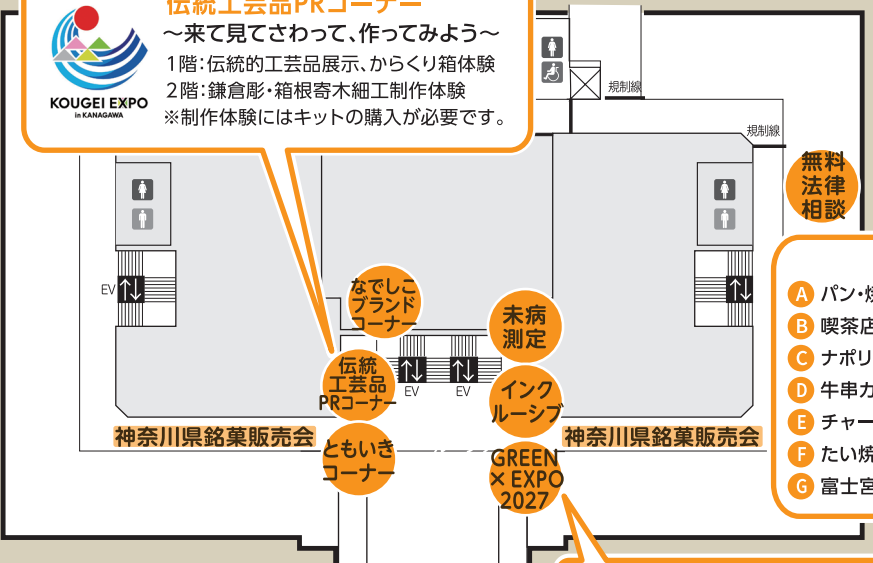 伝統工芸品PRコーナー
～来て見てさわって、作ってみよう～
1階：伝統的工芸品展示、からくり箱体験
2階：鎌倉彫・箱根寄木細工制作体験
※制作体験にはキットの購入が必要です。
KOUGEI EXPO
in KANAGAWA
規制線
規制線
無料
法律
相談
EV
なでしこ
ブランド
コーナー
未病
測定
伝統
工芸品
PRコーナー
EV
EV
インク
ルーシブ
神奈川県銘菓販売会
ともいき
コーナー
GREEN
× EXPO
2027
神奈川県銘菓販売会
A パン・焼
B 喫茶店
C ナポリ
D 牛串カ
E チャー
F たい焼
G 富士宮